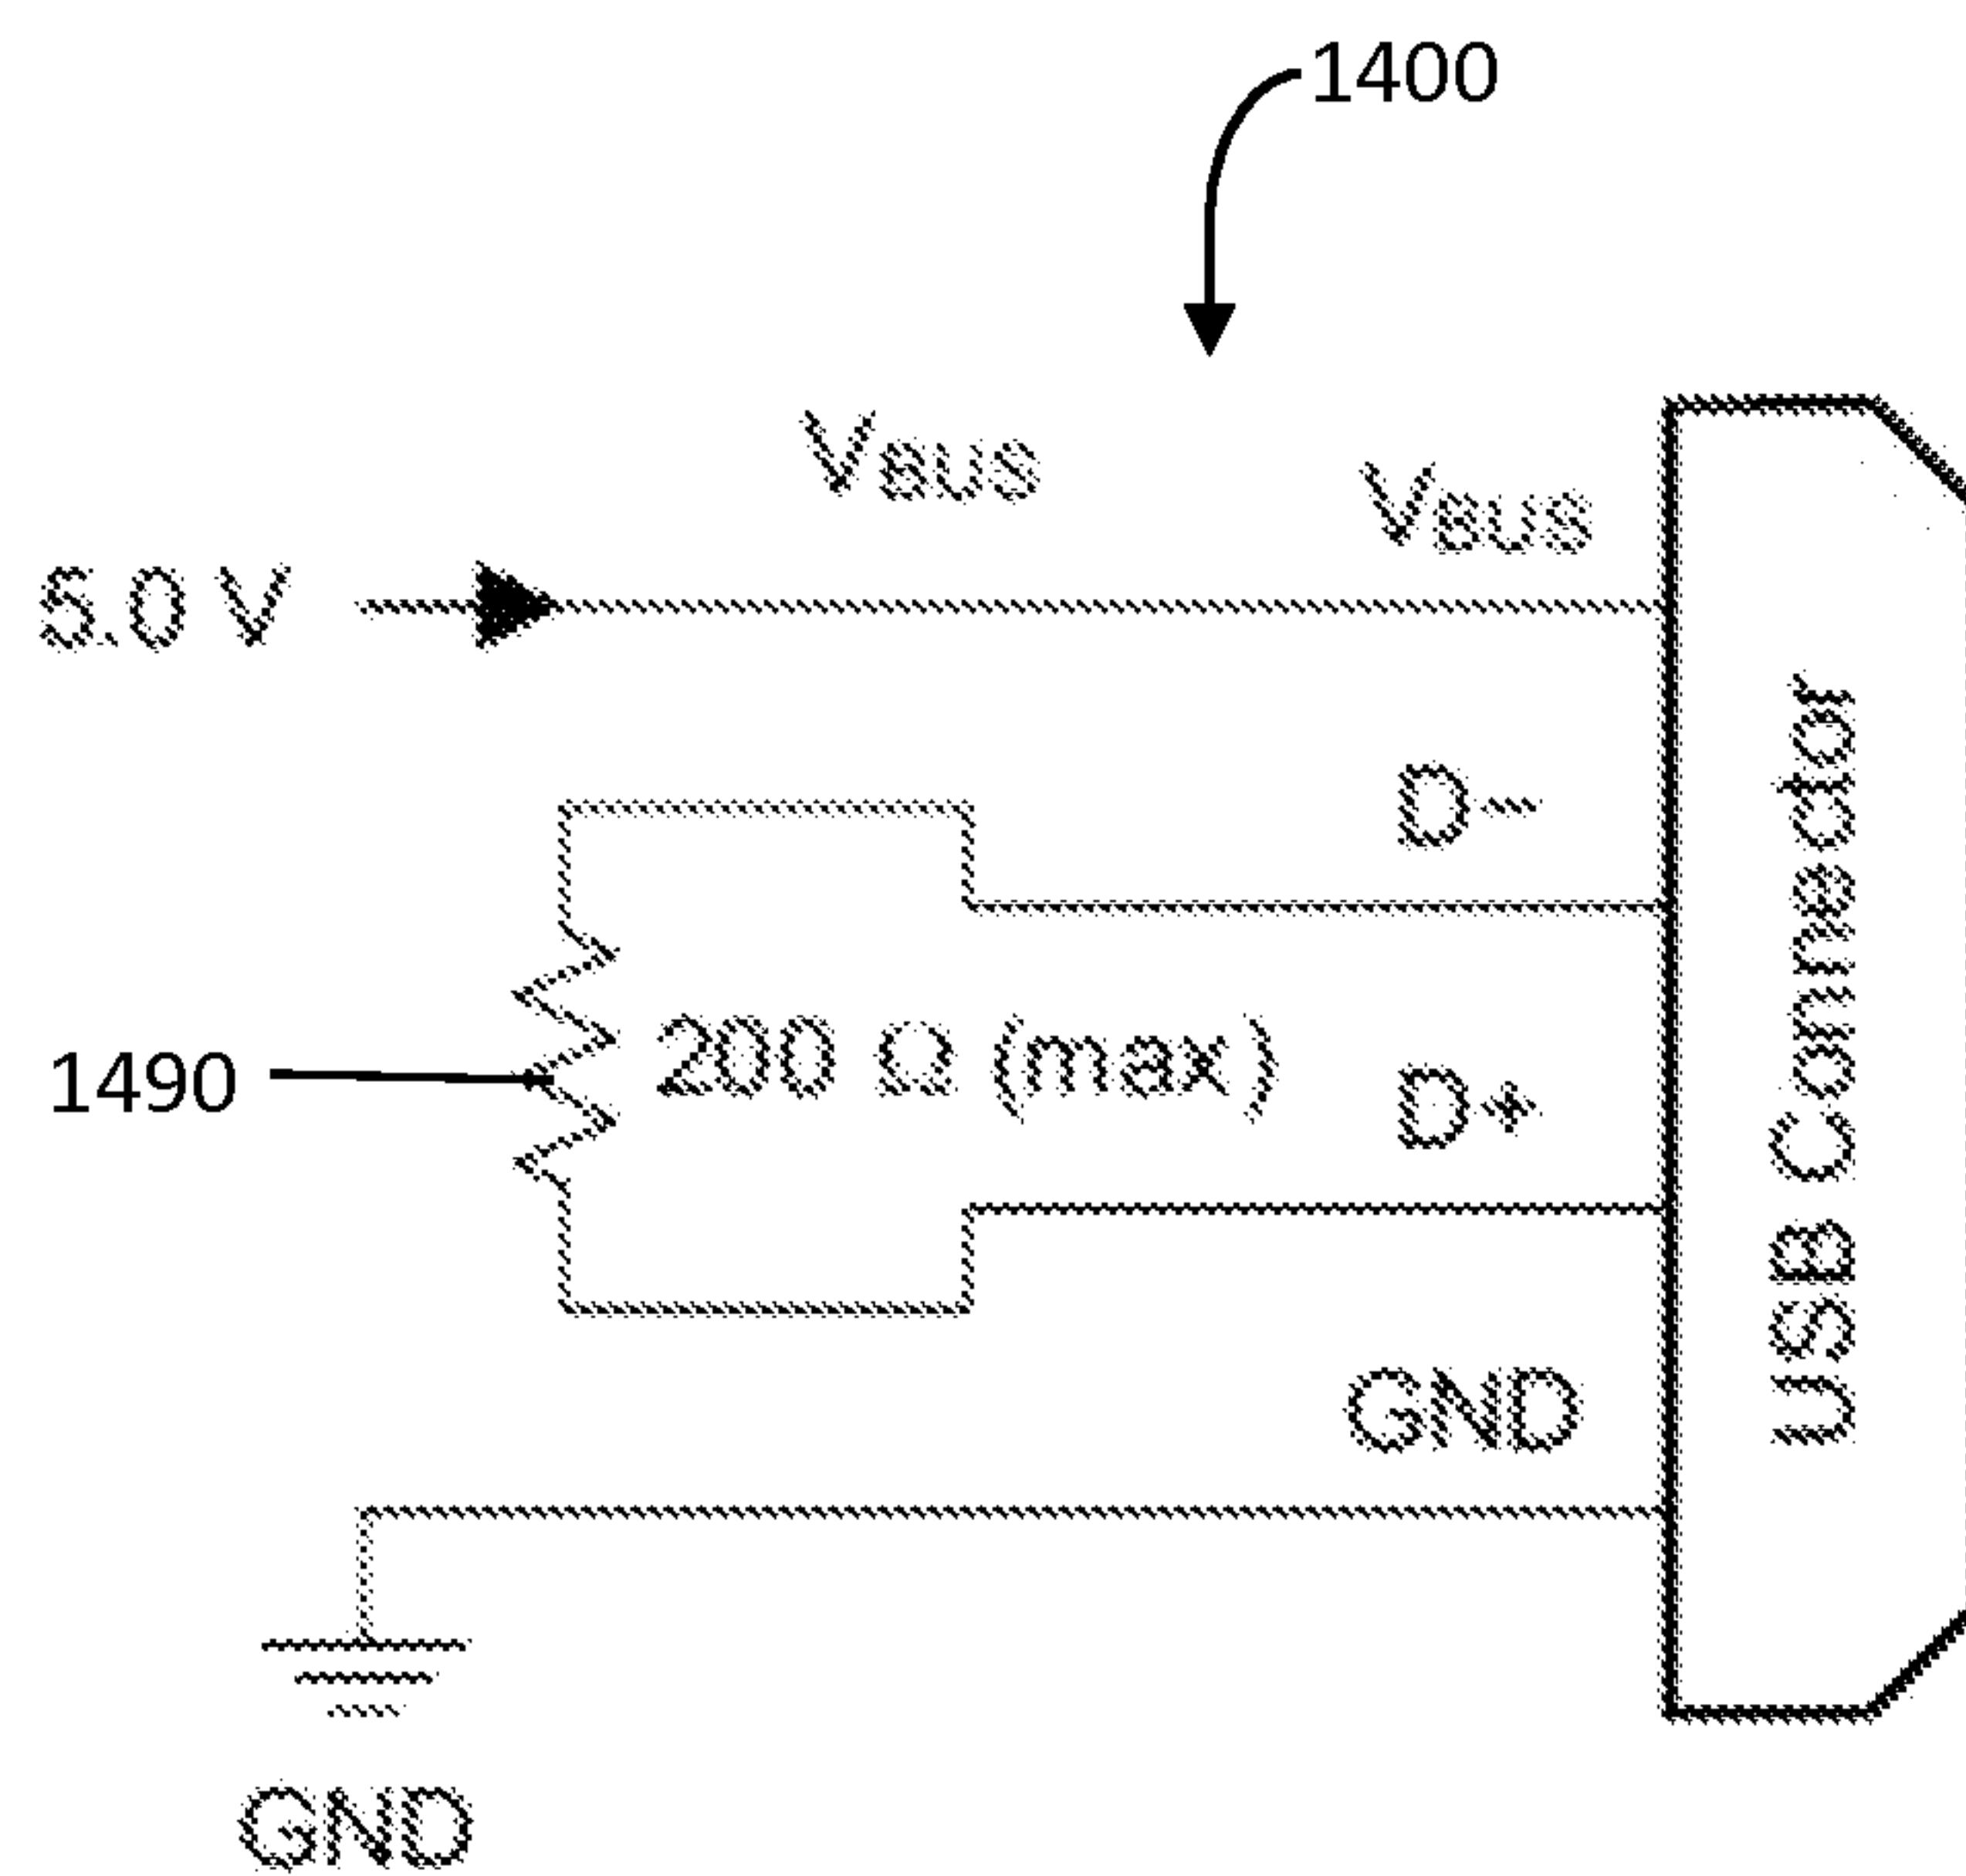 1400
VBUS
VBUS
5.0 V
D-
1490
200 Ω (max)
D+
USB Connector
GND
GND